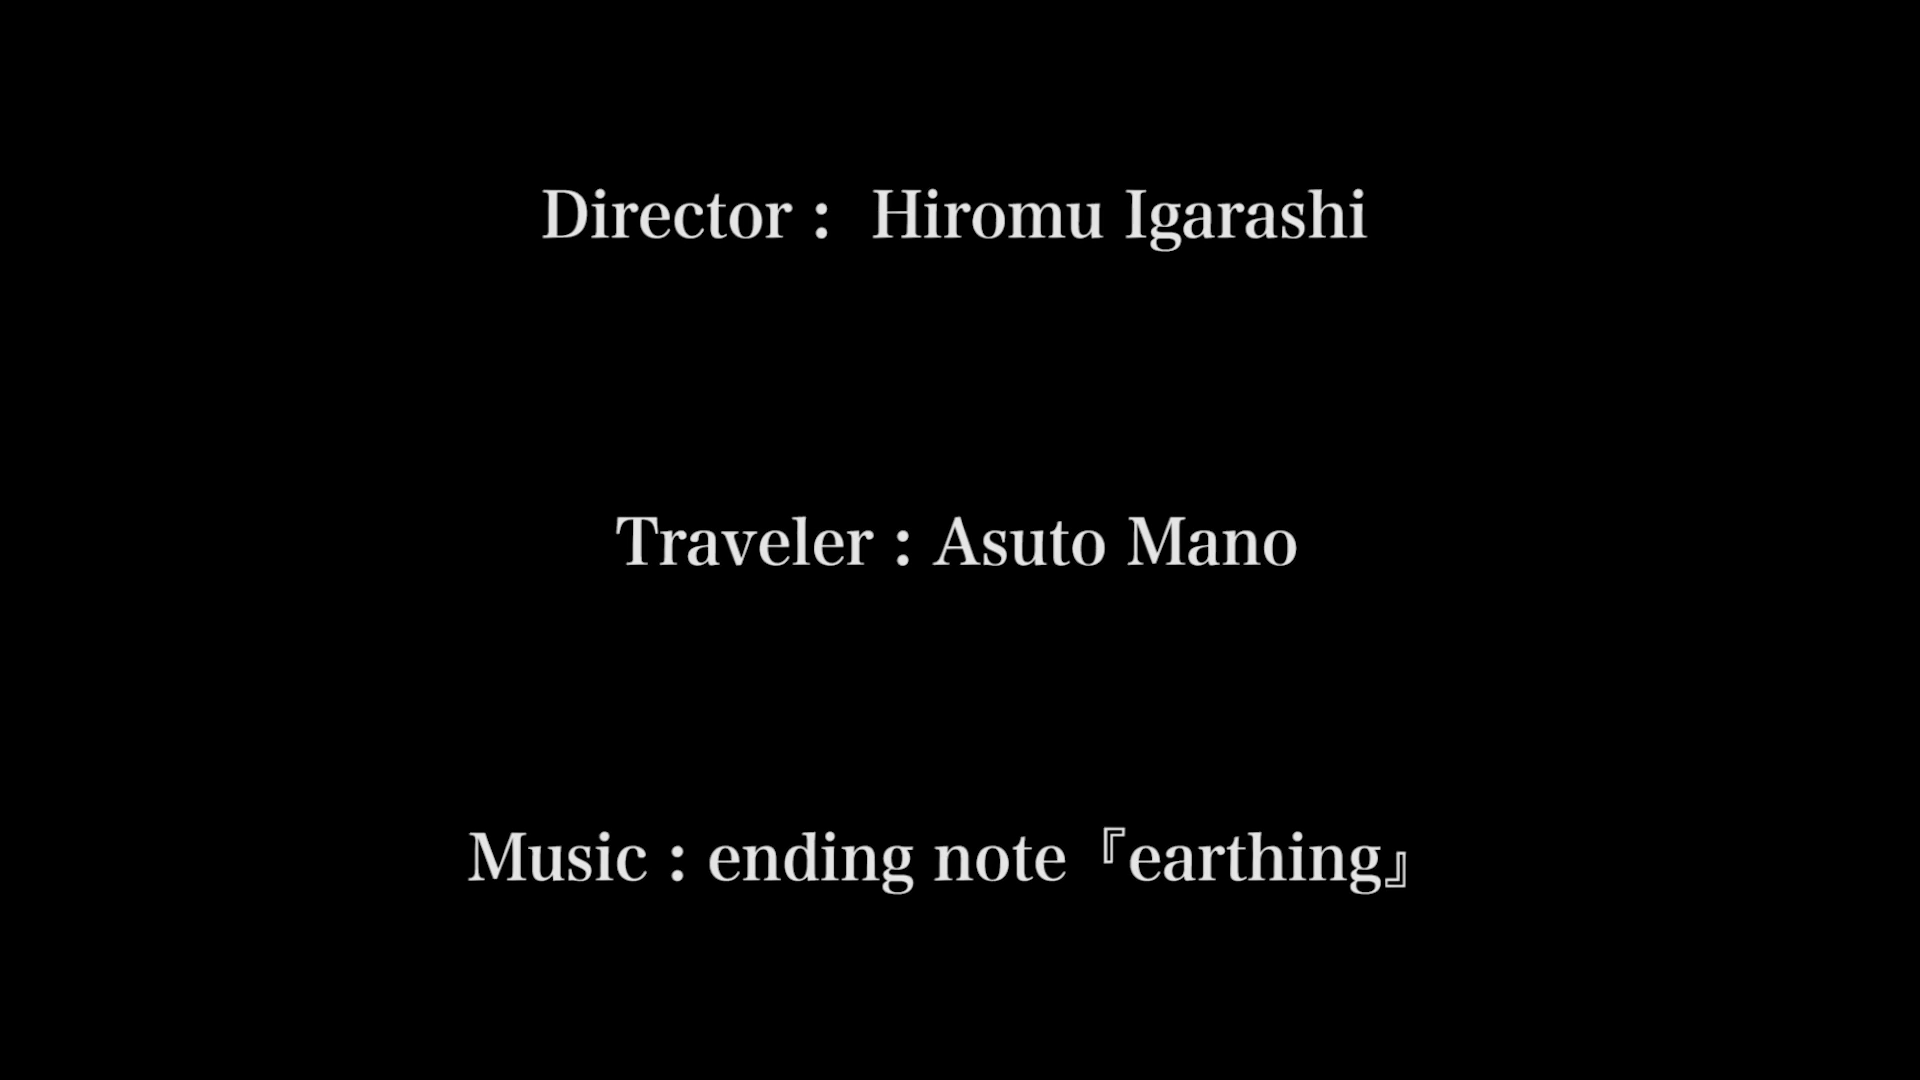 Director :  Hiromu Igarashi
Traveler : Asuto Mano
Music : ending note『earthing』